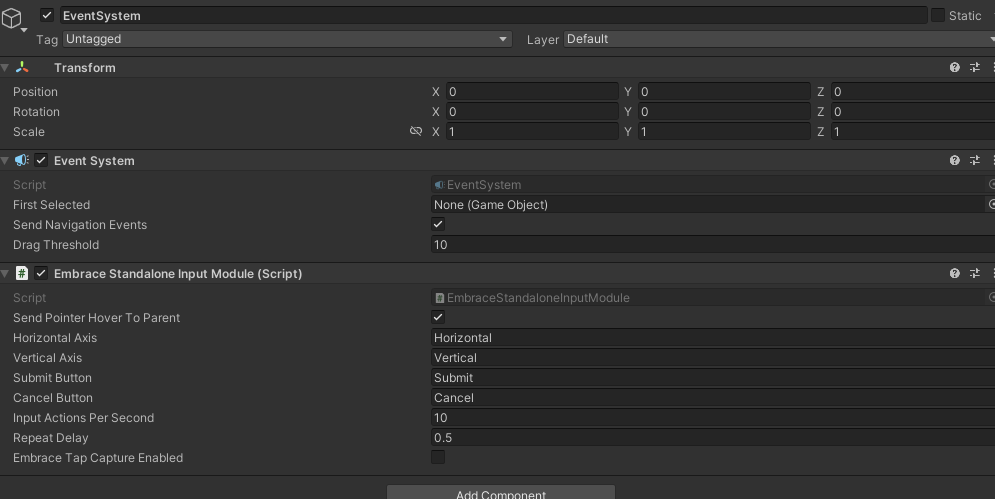 EventSystem Static
Tag Untagged Layer Default
Transform
Position X 0 Y 0 Z 0
Rotation X 0 Y 0 Z 0
Scale X 1 Y 1 Z 1
Event System
Script EventSystem
First Selected None (Game Object)
Send Navigation Events
Drag Threshold 10
# Embrace Standalone Input Module (Script)
Script # EmbraceStandaloneInputModule
Send Pointer Hover To Parent
Horizontal Axis Horizontal
Vertical Axis Vertical
Submit Button Submit
Cancel Button Cancel
Input Actions Per Second 10
Repeat Delay 0.5
Embrace Tap Capture Enabled
Add Component